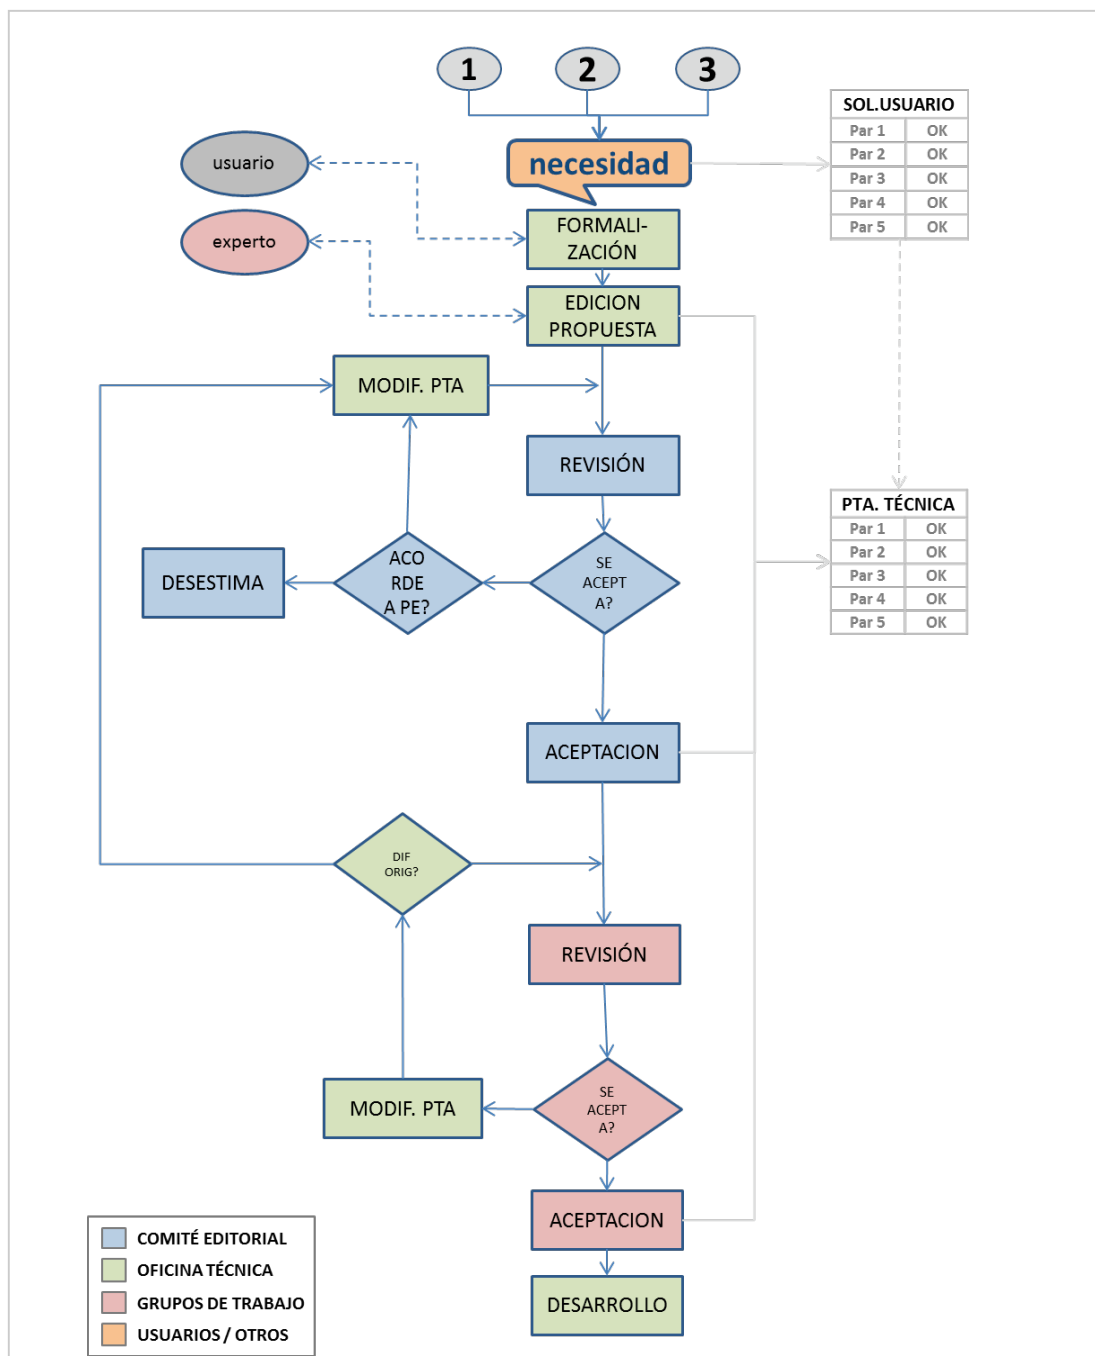 1
2
3
necesidad
SOL.USUARIO
Par 1 OK
Par 2 OK
Par 3 OK
Par 4 OK
Par 5 OK
usuario
experto
FORMALI-
ZACIÓN
EDICION
PROPUESTA
MODIF. PTA
REVISIÓN
PTA. TÉCNICA
Par 1 OK
Par 2 OK
Par 3 OK
Par 4 OK
Par 5 OK
DESESTIMA
ACO
RDE
A PE?
SE
ACEPT
A?
ACEPTACION
DIF
ORIG?
REVISIÓN
MODIF. PTA
SE
ACEPT
A?
ACEPTACION
DESARROLLO
COMITÉ EDITORIAL
OFICINA TÉCNICA
GRUPOS DE TRABAJO
USUARIOS / OTROS